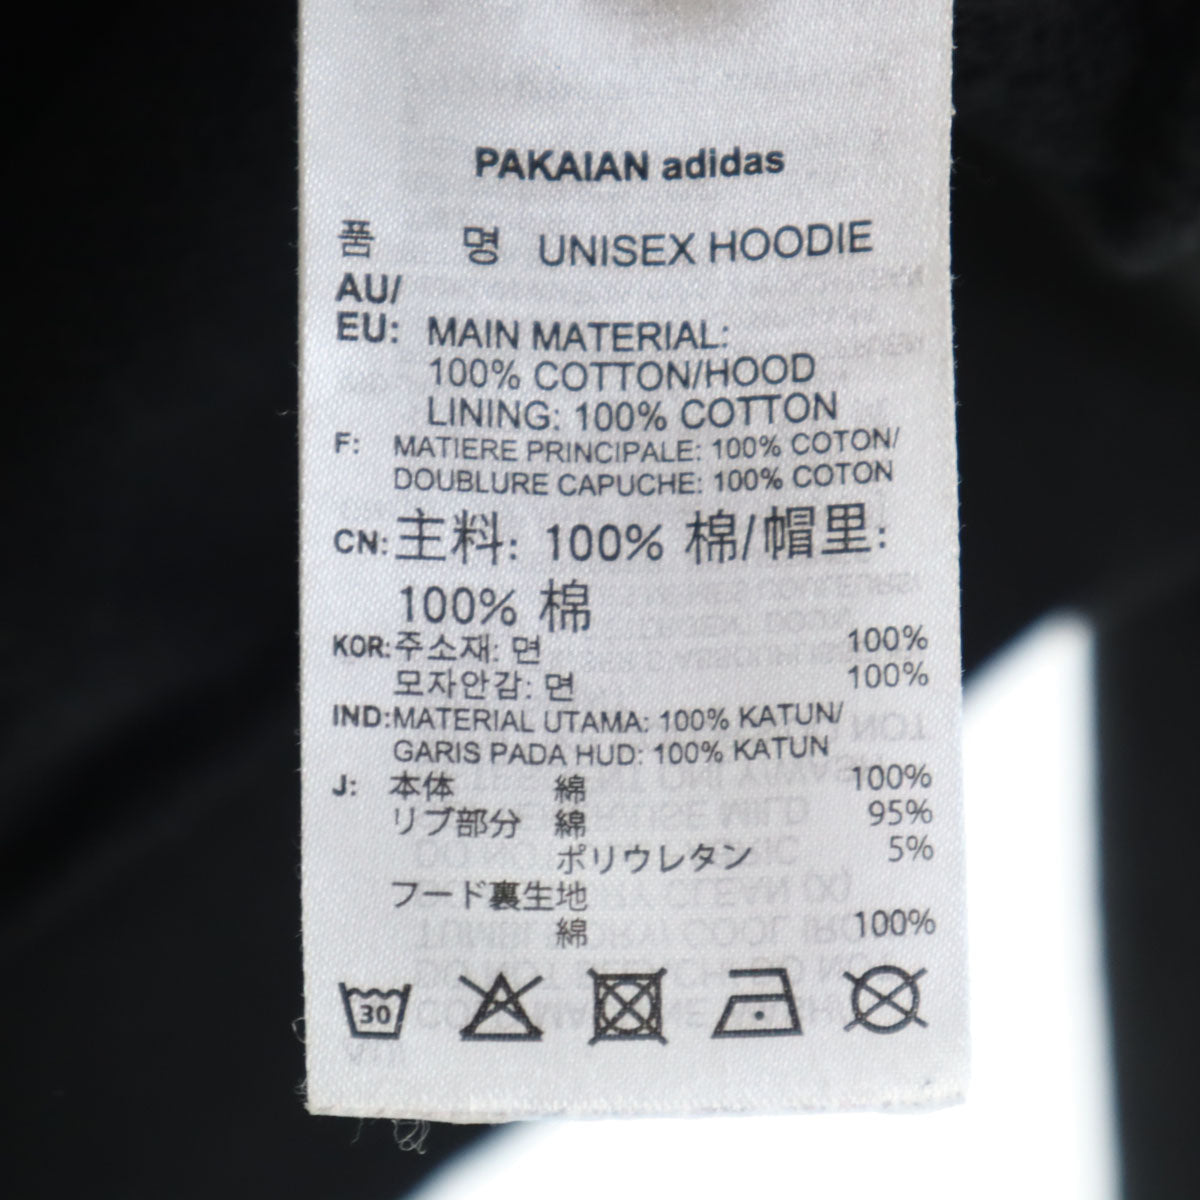 PAKAIAN adidas
품 명 UNISEX HOODIE
AU/
EU: MAIN MATERIAL:
100% COTTON/HOOD
LINING: 100% COTTON
F: MATIERE PRINCIPALE: 100% COTON/
DOUBLURE CAPUCHE: 100% COTON
CN: 主料: 100% 棉/帽里:
100% 棉
KOR: 주소재: 면 100%
모자안감: 면 100%
IND: MATERIAL UTAMA: 100% KATUN/
GARIS PADA HUD: 100% KATUN
J: 本体 綿 100%
リブ部分 綿 95%
ポリウレタン 5%
フード裏生地
綿 100%
30